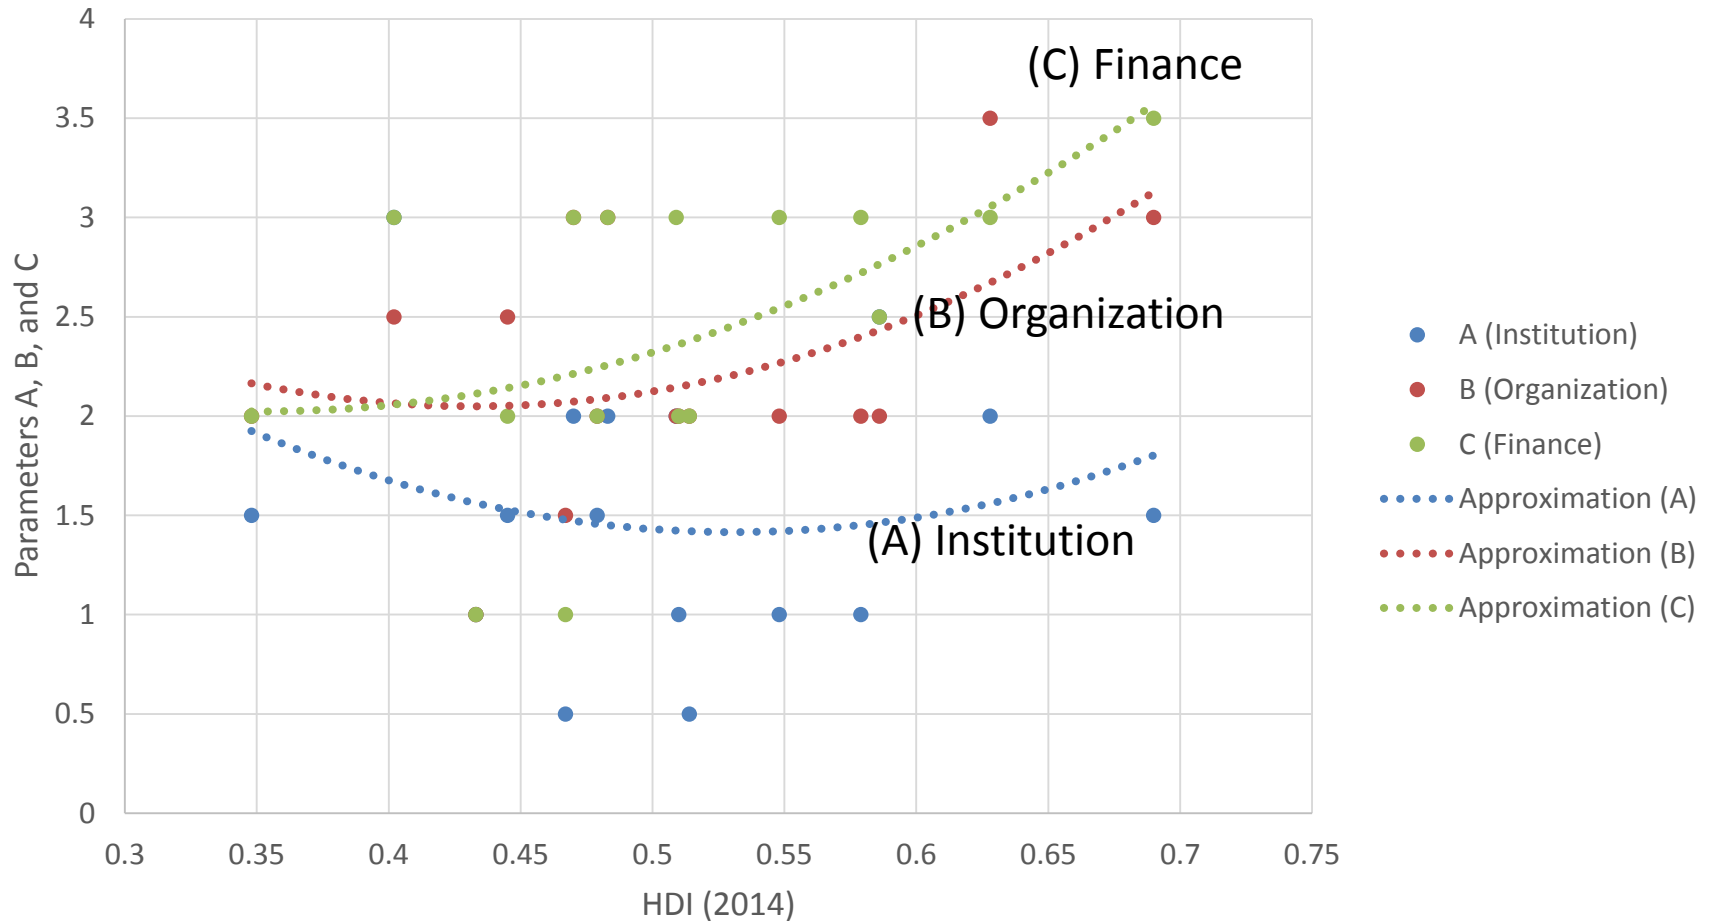 4
3.5
3
2.5
2
1.5
1
0.5
0
Parameters A, B, and C
(C) Finance
(B) Organization
(A) Institution
0.3 0.35 0.4 0.45 0.5 0.55 0.6 0.65 0.7 0.75
HDI (2014)
A (Institution)
B (Organization)
C (Finance)
Approximation (A)
Approximation (B)
Approximation (C)